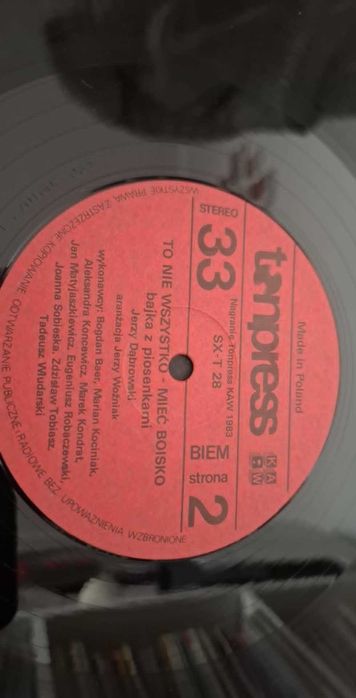 Made in Poland
tonpress
KAW
Nagranie Tonpress KAW 1983
SX-T 28
STEREO
33
BIEM
strona
2
TO NIE WSZYSTKO - MIEĆ BOISKO
bajka z piosenkami
Jerzy Dąbrowski
aranżacja Jerzy Woźniak
wykonawcy: Bogdan Baer, Marian Kociniak,
Aleksandra Koncewicz, Marek Kondrat,
Jan Matyjaszkiewicz, Eugeniusz Robaczewski,
Joanna Sobieska, Zdzisław Tobiasz,
Tadeusz Włudarski
WSZYSTKIE PRAWA ZASTRZEŻONE KOPIOWANIE, ODTWARZANIE PUBLICZNE, RADIOWE BEZ UPOWAŻNIENIA WZBRONIONE